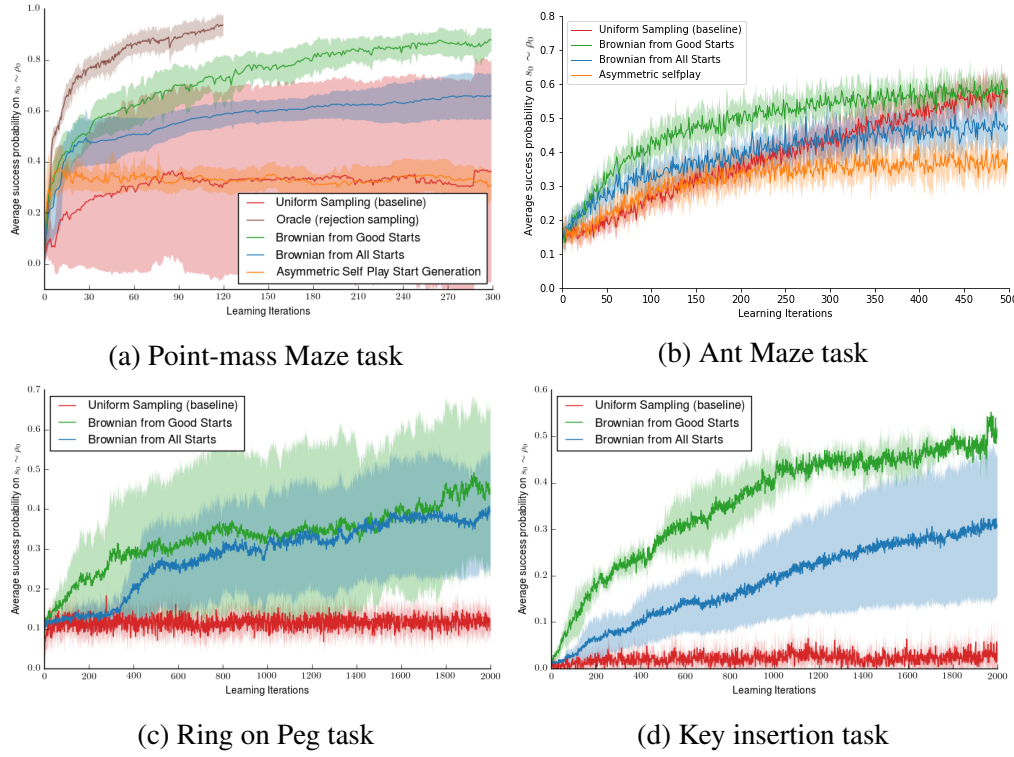 Average success probability on s₀ ~ ρ₀
1.0
0.8
0.6
0.4
0.2
0.0
0 30 60 90 120 150 180 210 240 270 300
Learning Iterations
Uniform Sampling (baseline)
Oracle (rejection sampling)
Brownian from Good Starts
Brownian from All Starts
Asymmetric Self Play Start Generation
(a) Point-mass Maze task
Average success probability on s₀ ~ ρ₀
0.8
0.7
0.6
0.5
0.4
0.3
0.2
0.1
0.0
0 50 100 150 200 250 300 350 400 450 500
Learning Iterations
Uniform Sampling (baseline)
Brownian from Good Starts
Brownian from All Starts
Asymmetric selfplay
(b) Ant Maze task
Average success probability on s₀ ~ ρ₀
0.7
0.6
0.5
0.4
0.3
0.2
0.1
0.0
0 200 400 600 800 1000 1200 1400 1600 1800 2000
Learning Iterations
Uniform Sampling (baseline)
Brownian from Good Starts
Brownian from All Starts
(c) Ring on Peg task
Average success probability on s₀ ~ ρ₀
0.6
0.5
0.4
0.3
0.2
0.1
0.0
0 200 400 600 800 1000 1200 1400 1600 1800 2000
Learning Iterations
Uniform Sampling (baseline)
Brownian from Good Starts
Brownian from All Starts
(d) Key insertion task